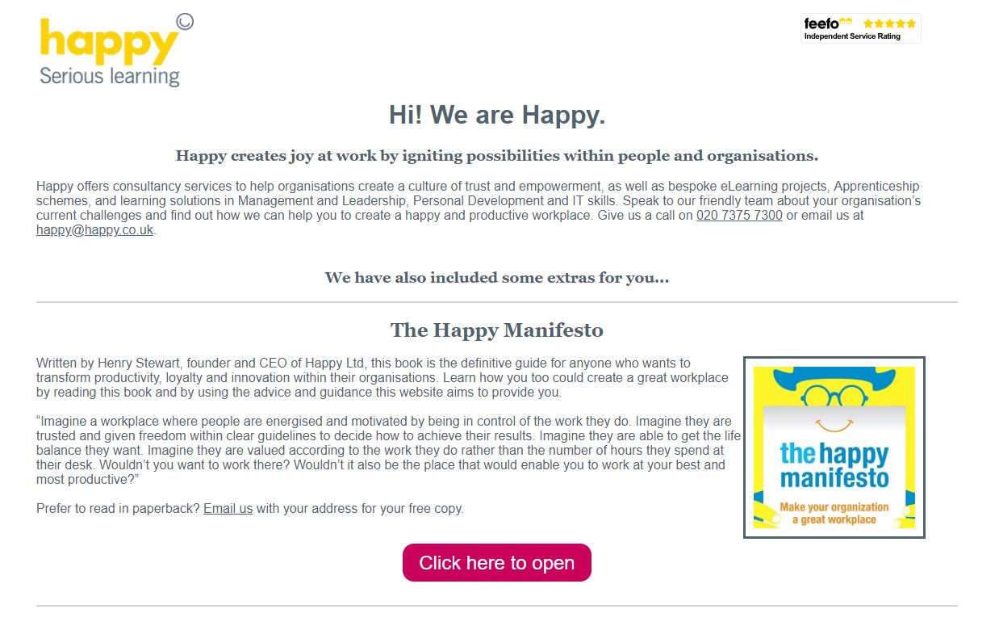 happy
Serious learning
feefo
Independent Service Rating
Hi! We are Happy.
Happy creates joy at work by igniting possibilities within people and organisations.
Happy offers consultancy services to help organisations create a culture of trust and empowerment, as well as bespoke eLearning projects, Apprenticeship
schemes, and learning solutions in Management and Leadership, Personal Development and IT skills. Speak to our friendly team about your organisation’s
current challenges and find out how we can help you to create a happy and productive workplace. Give us a call on 020 7375 7300 or email us at
happy@happy.co.uk.
We have also included some extras for you...
The Happy Manifesto
Written by Henry Stewart, founder and CEO of Happy Ltd, this book is the definitive guide for anyone who wants to
transform productivity, loyalty and innovation within their organisations. Learn how you too could create a great workplace
by reading this book and by using the advice and guidance this website aims to provide you.
“Imagine a workplace where people are energised and motivated by being in control of the work they do. Imagine they are
trusted and given freedom within clear guidelines to decide how to achieve their results. Imagine they are able to get the life
balance they want. Imagine they are valued according to the work they do rather than the number of hours they spend at
their desk. Wouldn’t you want to work there? Wouldn’t it also be the place that would enable you to work at your best and
most productive?”
Prefer to read in paperback? Email us with your address for your free copy.
the happy
manifesto
Make your organization
a great workplace
Click here to open